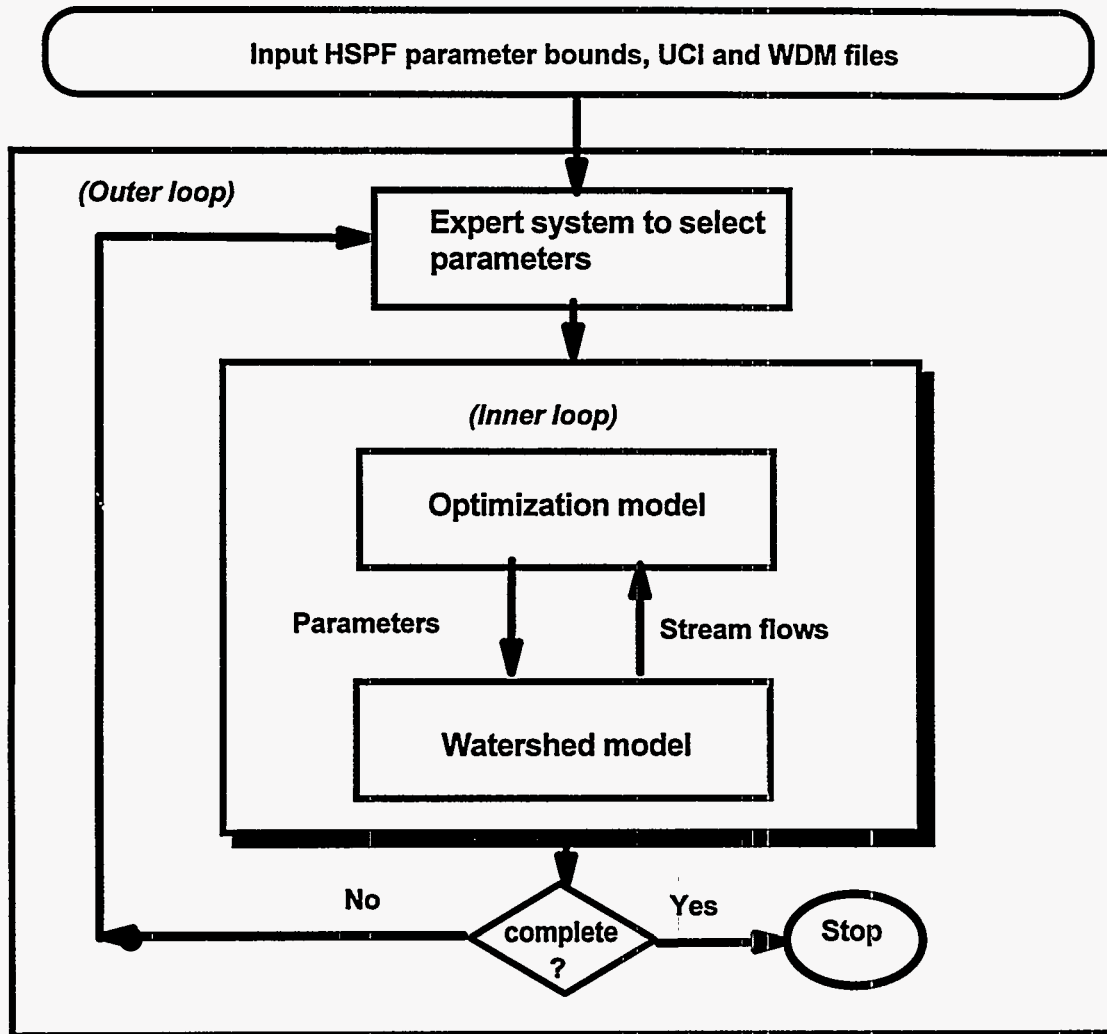 Input HSPF parameter bounds, UCI and WDM files
(Outer loop)
Expert system to select
parameters
(Inner loop)
Optimization model
Parameters
Stream flows
Watershed model
No
complete
?
Yes
Stop